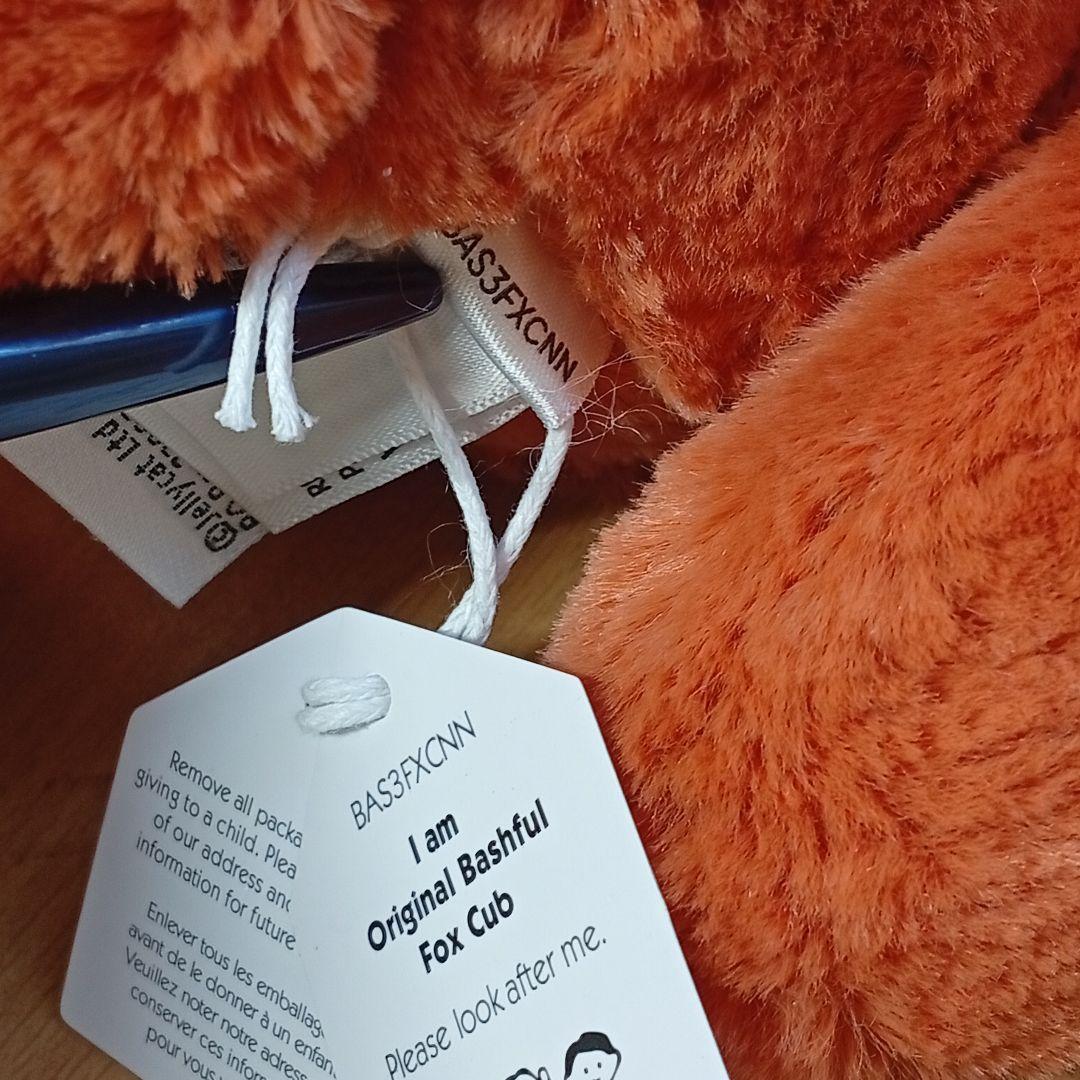 BAS3FXCNN
©Jellycat Ltd
Remove all packa
giving to a child. Plea
of our address and
information for future
Enlever tous les emballag
avant de le donner à un enfan
Veuillez noter notre adress
conserver ces inform
pour vous
BAS3FXCNN
I am
Original Bashful
Fox Cub
Please look after me.